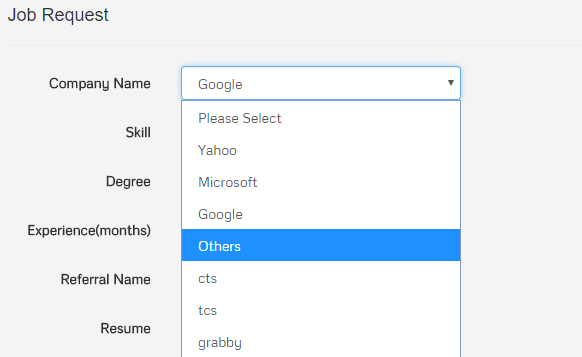 Job Request
Company Name
Google
Please Select
Skill
Yahoo
Degree
Microsoft
Google
Experience(months)
Others
Referral Name
cts
tcs
Resume
grabby